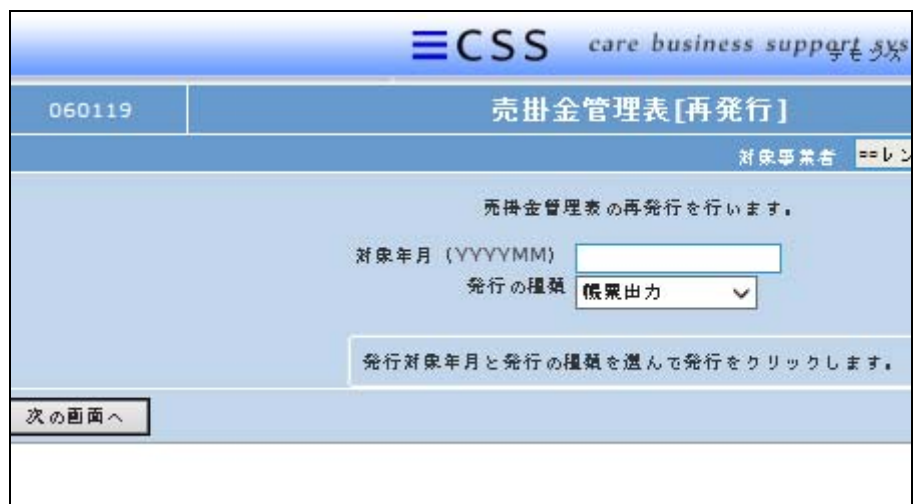 CSS care business support sys
060119 売掛金管理表[再発行]
対象事業者 ==レン
売掛金管理表の再発行を行います。
対象年月 (YYYYMM)
発行の種類 帳票出力
発行対象年月と発行の種類を選んで発行をクリックします。
次の画面へ